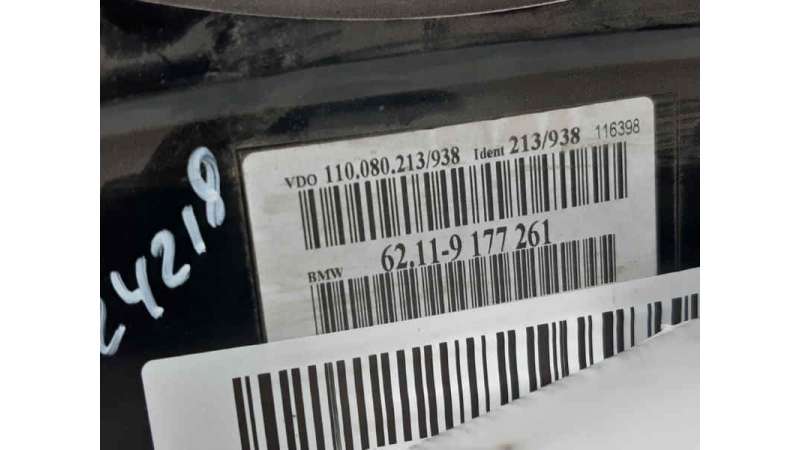 VDO 110.080.213/938 Ident 213/938 116398
BMW 62.11-9 177 261
24218